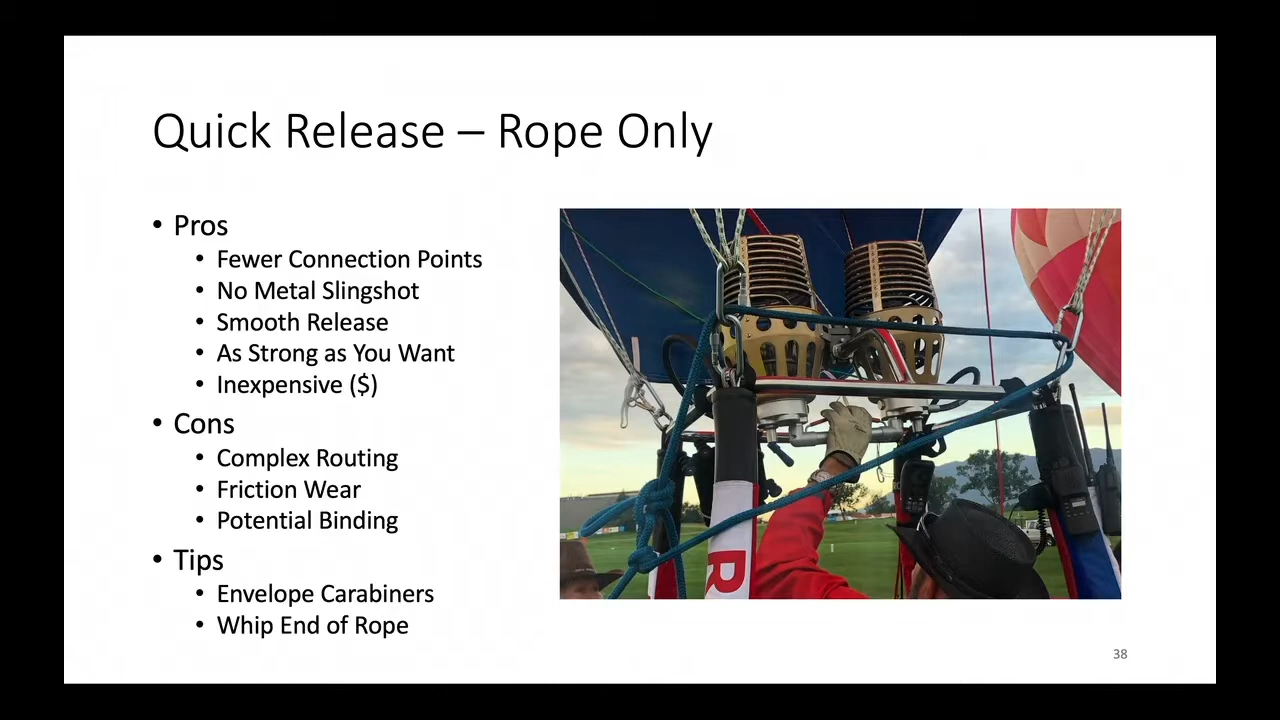 Quick Release – Rope Only
• Pros
• Fewer Connection Points
• No Metal Slingshot
• Smooth Release
• As Strong as You Want
• Inexpensive ($)
• Cons
• Complex Routing
• Friction Wear
• Potential Binding
• Tips
• Envelope Carabiners
• Whip End of Rope
R
38